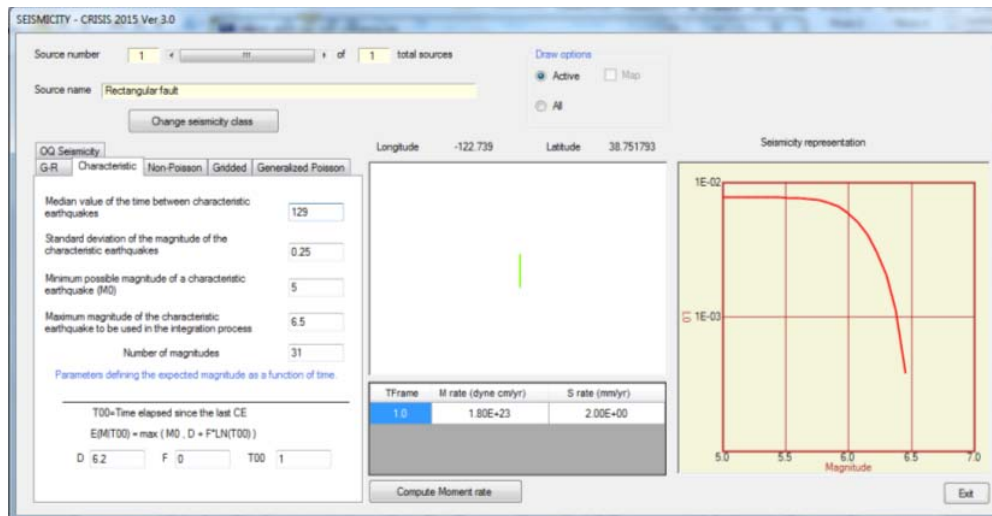 SEISMICITY - CRISIS 2015 Ver 3.0
Source number 1 of 1 total sources
Draw options
Active Map
All
Source name Rectangular fault
Change seismicity class
OQ Seismicity
G-R Characteristic Non-Poisson Gridded Generalized Poisson
Median value of the time between characteristic
earthquakes 129
Standard deviation of the magnitude of the
characteristic earthquakes 0.25
Minimum possible magnitude of a characteristic
earthquake (M0) 5
Maximum magnitude of the characteristic
earthquake to be used in the integration process 6.5
Number of magnitudes 31
Parameters defining the expected magnitude as a function of time.
T00=Time elapsed since the last CE
E(M|T00) = max ( M0 , D + F*LN(T00) )
D 6.2 F 0 T00 1
Longitude -122.739 Latitude 38.751793
TFrame M rate (dyne cm/yr) S rate (mm/yr)
1.0 1.80E+23 2.00E+00
Compute Moment rate
Seismicity representation
1E-02
1E-03
L0
5.0 5.5 6.0 6.5 7.0
Magnitude
Exit